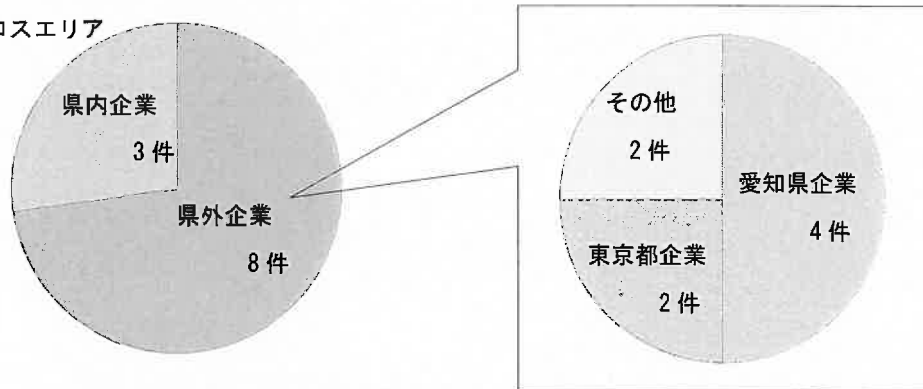 コスエリア
県内企業
3件
県外企業
8件
その他
2件
愛知県企業
4件
東京都企業
2件